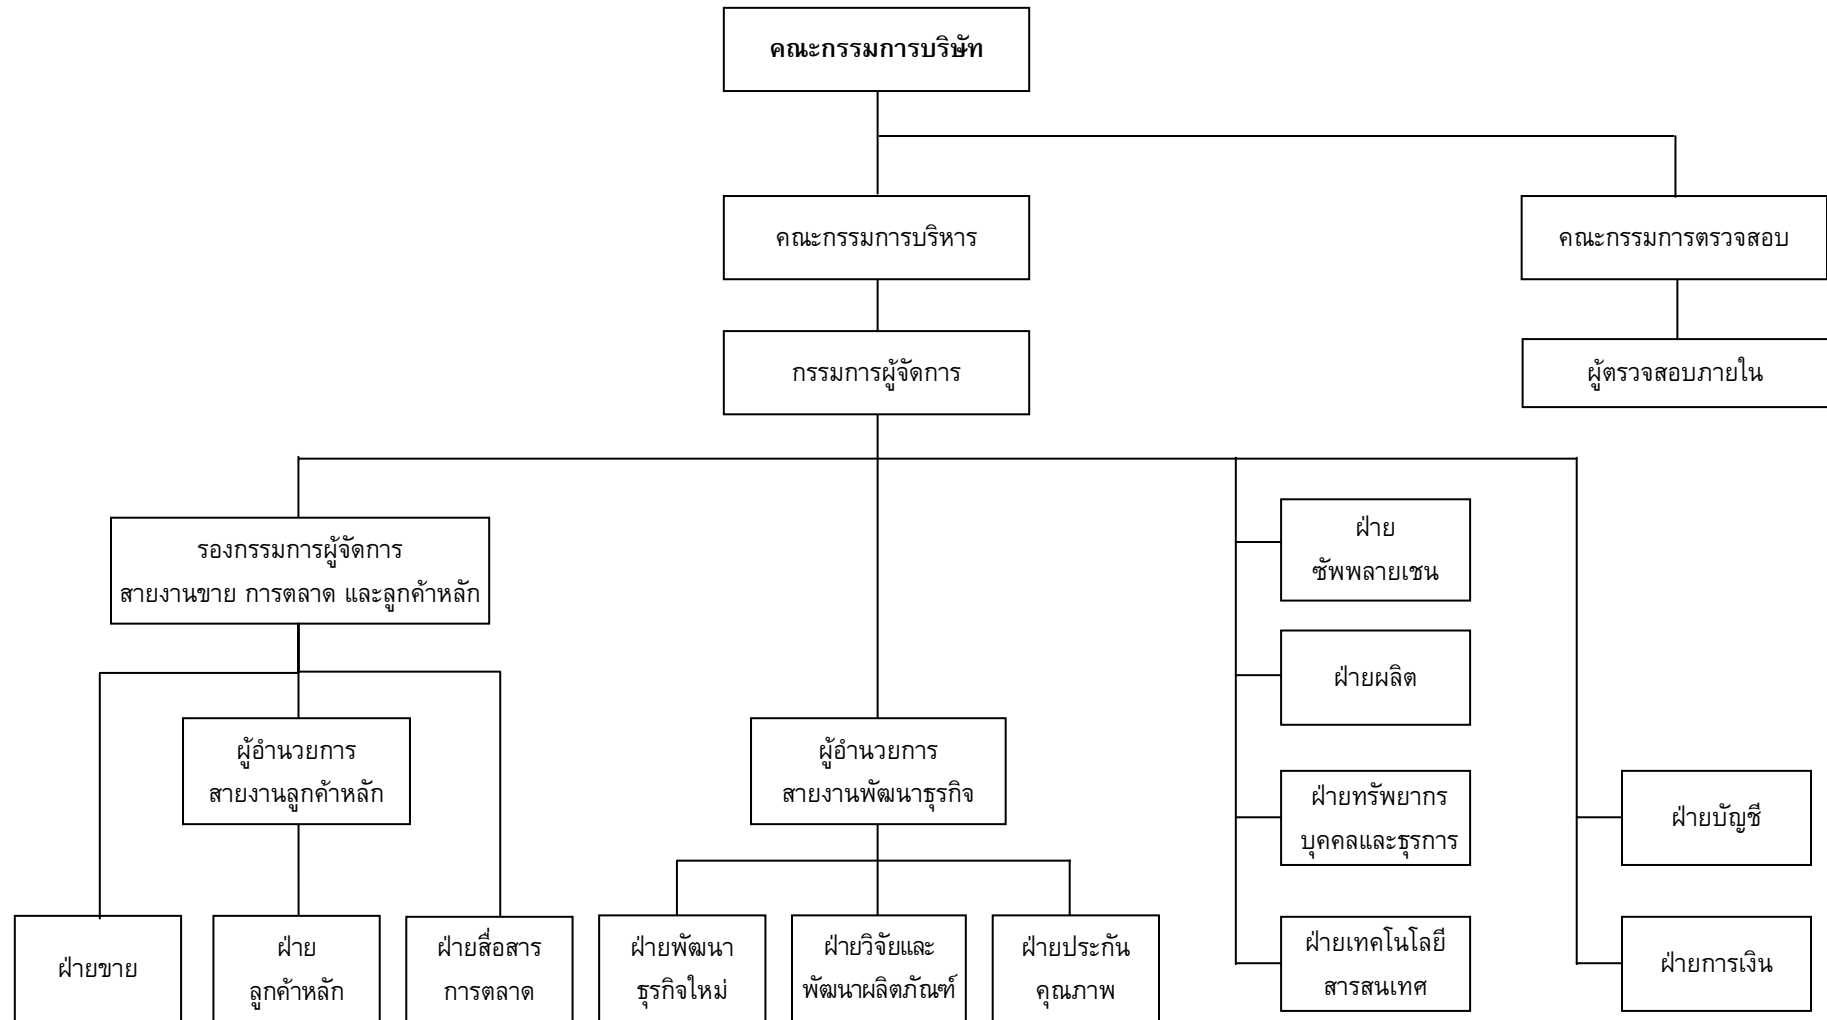 คณะกรรมการบริษัท
คณะกรรมการบริหาร
คณะกรรมการตรวจสอบ
กรรมการผู้จัดการ
ผู้ตรวจสอบภายใน
รองกรรมการผู้จัดการ
สายงานขาย การตลาด และลูกค้าหลัก
ฝ่าย
ซัพพลายเชน
ฝ่ายผลิต
ผู้อำนวยการ
สายงานลูกค้าหลัก
ผู้อำนวยการ
สายงานพัฒนาธุรกิจ
ฝ่ายทรัพยากร
บุคคลและธุรการ
ฝ่ายบัญชี
ฝ่ายขาย
ฝ่าย
ลูกค้าหลัก
ฝ่ายสื่อสาร
การตลาด
ฝ่ายพัฒนา
ธุรกิจใหม่
ฝ่ายวิจัยและ
พัฒนาผลิตภัณฑ์
ฝ่ายประกัน
คุณภาพ
ฝ่ายเทคโนโลยี
สารสนเทศ
ฝ่ายการเงิน